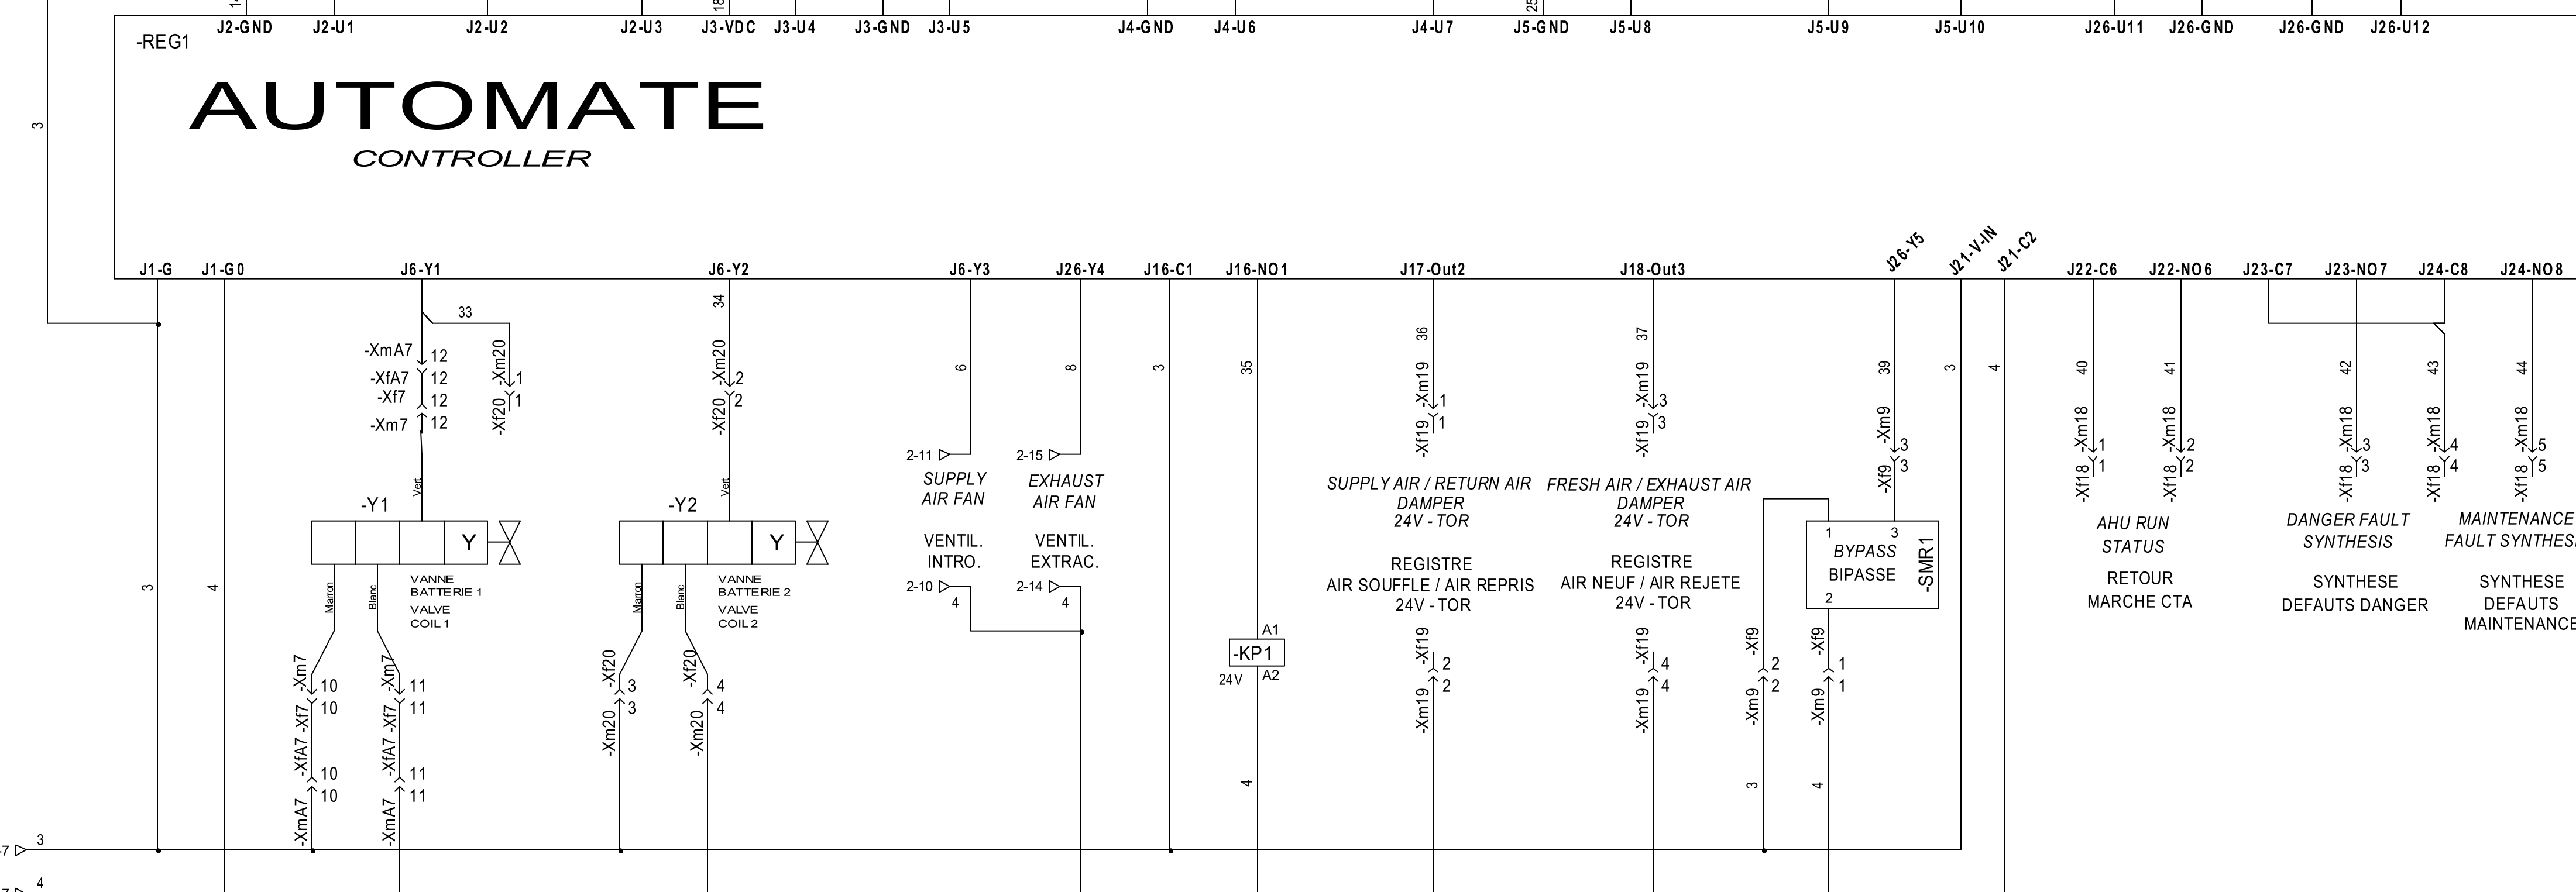 14
18
25
J2-GND J2-U1 J2-U2 J2-U3 J3-VDC J3-U4 J3-GND J3-U5 J4-GND J4-U6 J4-U7 J5-GND J5-U8 J5-U9 J5-U10 J26-U11 J26-GND J26-GND J26-U12
-REG1
AUTOMATE
CONTROLLER
3
J1-G J1-G0 J6-Y1 J6-Y2 J6-Y3 J26-Y4 J16-C1 J16-NO1 J17-Out2 J18-Out3 J26-Y5 J21-V-IN J21-C2 J22-C6 J22-NO6 J23-C7 J23-NO7 J24-C8 J24-NO8
3
4
33
-XmA7 12
-XfA7 12
-Xf7 12
-Xm7 12
-Xm20 1
-Xf20 1
Vert
-Y1
Y
Marron
Blanc
VANNE
BATTERIE 1
VALVE
COIL 1
-Xm7 10
-Xf7 10
-XfA7 10
-XmA7 10
-Xm7 11
-Xf7 11
-XfA7 11
-XmA7 11
34
-Xm20 2
-Xf20 2
Vert
-Y2
Y
Marron
Blanc
VANNE
BATTERIE 2
VALVE
COIL 2
-Xf20 3
-Xm20 3
-Xf20 4
-Xm20 4
6
2-11
SUPPLY
AIR FAN
VENTIL.
INTRO.
2-10
4
8
2-15
EXHAUST
AIR FAN
VENTIL.
EXTRAC.
2-14
4
3
35
A1
-KP1
24V A2
4
36
-Xm19 1
-Xf19 1
SUPPLY AIR / RETURN AIR
DAMPER
24V - TOR
REGISTRE
AIR SOUFFLE / AIR REPRIS
24V - TOR
-Xf19 2
-Xm19 2
37
-Xm19 3
-Xf19 3
FRESH AIR / EXHAUST AIR
DAMPER
24V - TOR
REGISTRE
AIR NEUF / AIR REJETE
24V - TOR
-Xf19 4
-Xm19 4
39
-Xm9 3
-Xf9 3
1 3
BYPASS
BIPASSE
2
-SMR1
-Xf9 2
-Xm9 2
3
-Xf9 1
-Xm9 1
4
3
4
40
-Xm18 1
-Xf18 1
41
-Xm18 2
-Xf18 2
AHU RUN
STATUS
RETOUR
MARCHE CTA
42
-Xm18 3
-Xf18 3
43
-Xm18 4
-Xf18 4
DANGER FAULT
SYNTHESIS
SYNTHESE
DEFAUTS DANGER
44
-Xm18 5
-Xf18 5
MAINTENANCE
FAULT SYNTHES
SYNTHESE
DEFAUTS
MAINTENANCE
-7 3
4